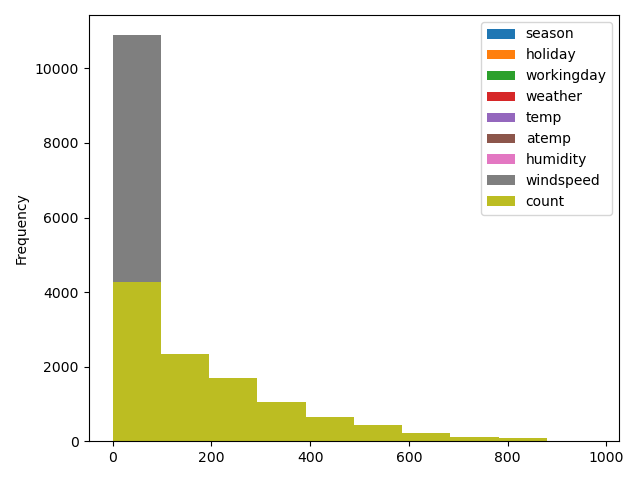 season
holiday
workingday
weather
temp
atemp
humidity
windspeed
count
Frequency
10000
8000
6000
4000
2000
0
0 200 400 600 800 1000